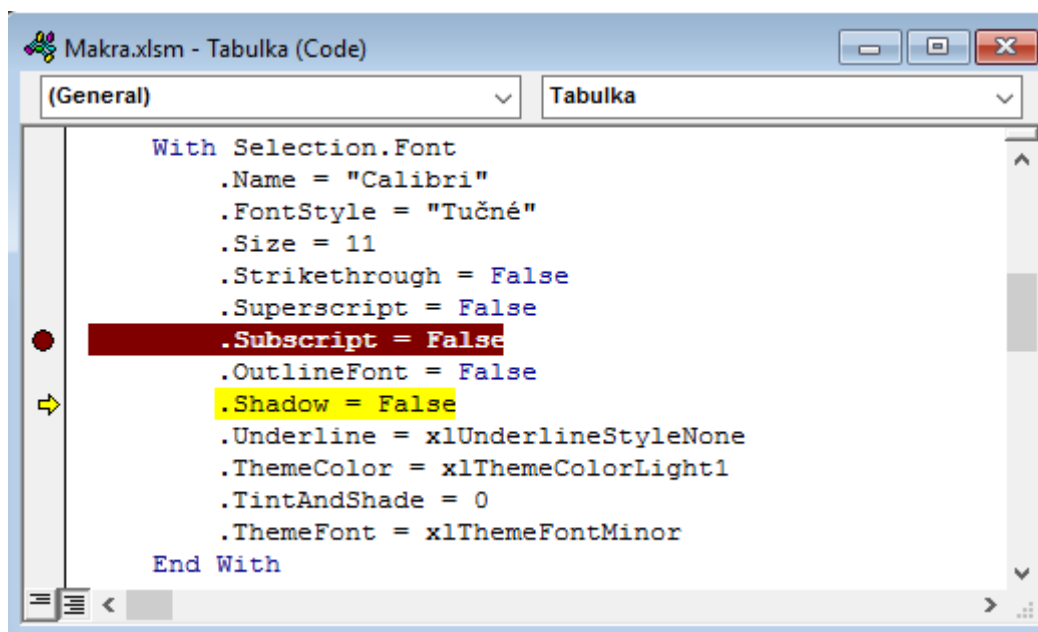 Makra.xlsm - Tabulka (Code)
(General) Tabulka
With Selection.Font
.Name = "Calibri"
.FontStyle = "Tučné"
.Size = 11
.Strikethrough = False
.Superscript = False
.Subscript = False
.OutlineFont = False
.Shadow = False
.Underline = xlUnderlineStyleNone
.ThemeColor = xlThemeColorLight1
.TintAndShade = 0
.ThemeFont = xlThemeFontMinor
End With